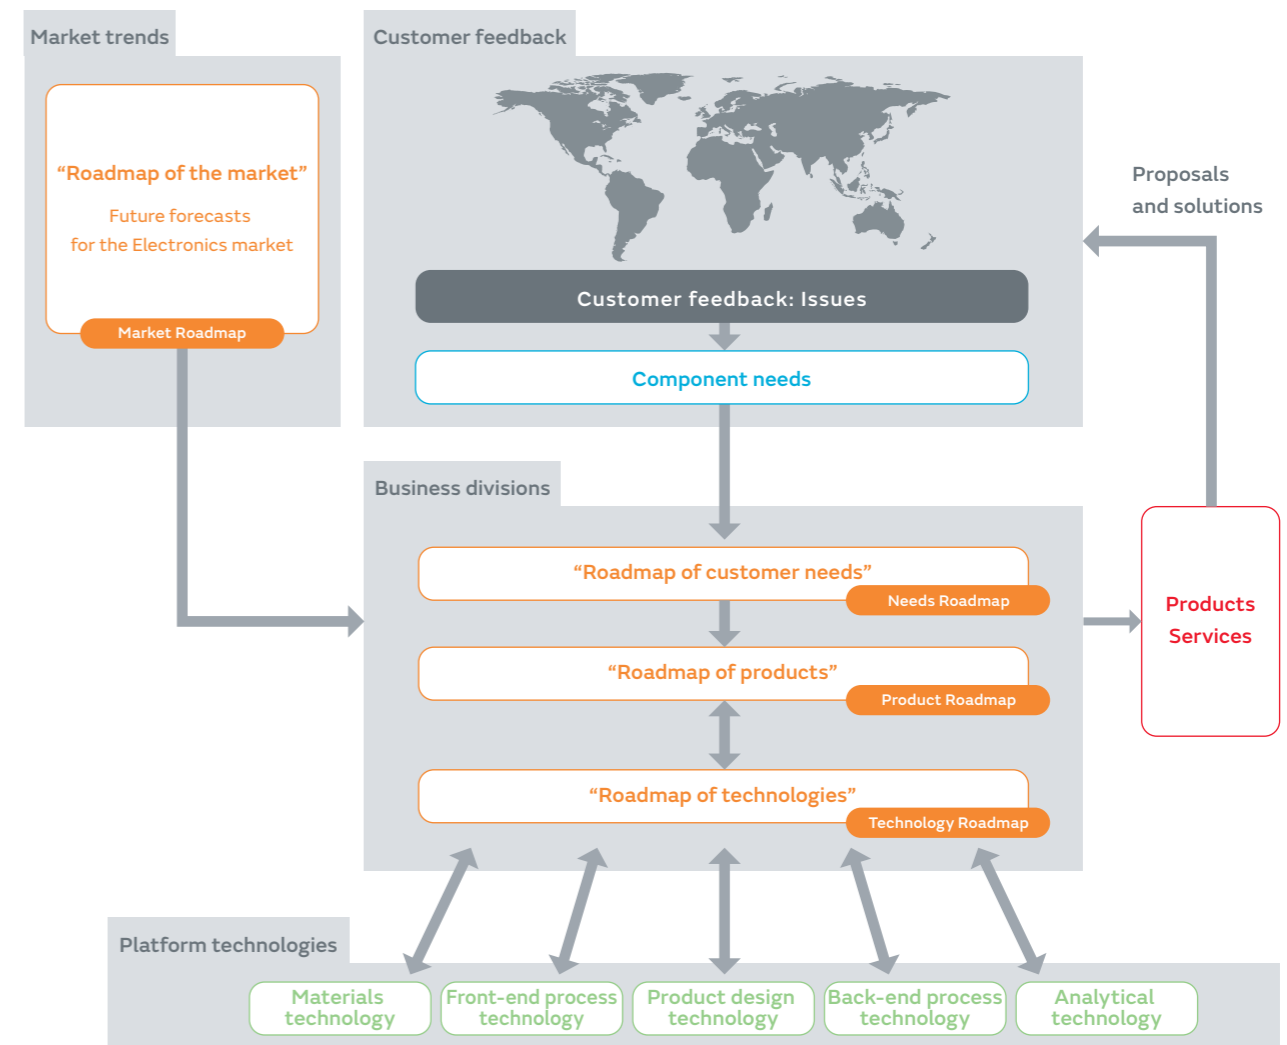 Market trends
“Roadmap of the market”
Future forecasts
for the Electronics market
Market Roadmap
Customer feedback
Customer feedback: Issues
Component needs
Proposals
and solutions
Business divisions
“Roadmap of customer needs”
Needs Roadmap
“Roadmap of products”
Product Roadmap
“Roadmap of technologies”
Technology Roadmap
Products
Services
Platform technologies
Materials
technology
Front-end process
technology
Product design
technology
Back-end process
technology
Analytical
technology